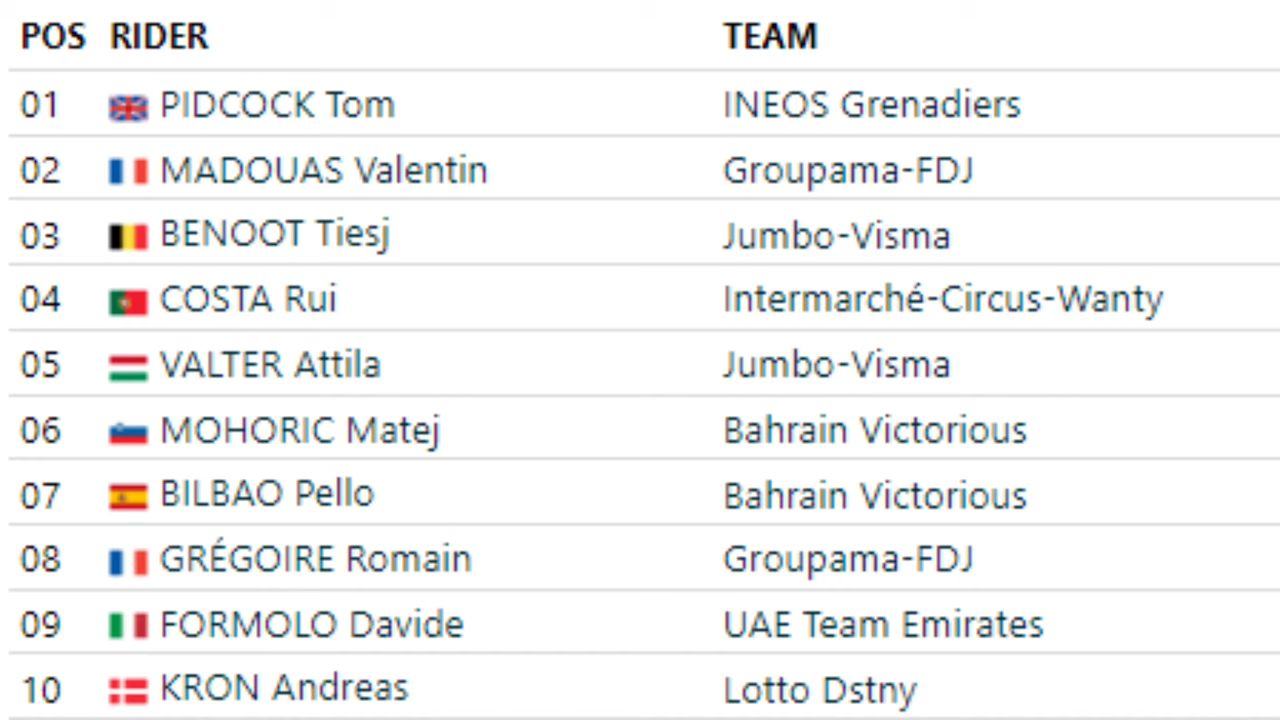 POS RIDER TEAM
01 PIDCOCK Tom INEOS Grenadiers
02 MADOUAS Valentin Groupama-FDJ
03 BENOOT Tiesj Jumbo-Visma
04 COSTA Rui Intermarché-Circus-Wanty
05 VALTER Attila Jumbo-Visma
06 MOHORIC Matej Bahrain Victorious
07 BILBAO Pello Bahrain Victorious
08 GRÉGOIRE Romain Groupama-FDJ
09 FORMOLO Davide UAE Team Emirates
10 KRON Andreas Lotto Dstny